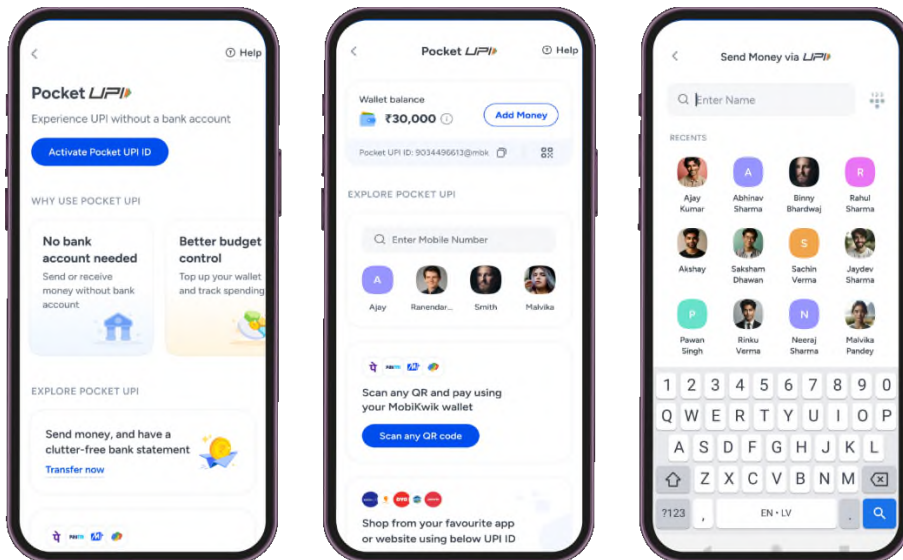 Help
Pocket UPI
Experience UPI without a bank account
Activate Pocket UPI ID
WHY USE POCKET UPI
No bank
account needed
Send or receive
money without bank
account
Better budget
control
Top up your wallet
and track spending
EXPLORE POCKET UPI
Send money, and have a
clutter-free bank statement
Transfer now
Pocket UPI
Help
Wallet balance
₹30,000
Add Money
Pocket UPI ID: 9034496613@mbk
EXPLORE POCKET UPI
Enter Mobile Number
A
Ajay
Ranendar...
Smith
Malvika
Scan any QR and pay using
your MobiKwik wallet
Scan any QR code
OYO
Shop from your favourite app
or website using below UPI ID
Send Money via UPI
Enter Name
123
RECENTS
Ajay
Kumar
A
Abhinav
Sharma
Binny
Bhardwaj
R
Rahul
Sharma
Akshay
Saksham
Dhawan
S
Sachin
Verma
Jaydev
Sharma
P
Pawan
Singh
Rinku
Verma
N
Neeraj
Sharma
Malvika
Pandey
1 2 3 4 5 6 7 8 9 0
Q W E R T Y U I O P
A S D F G H J K L
Z X C V B N M
?123 , EN • LV .